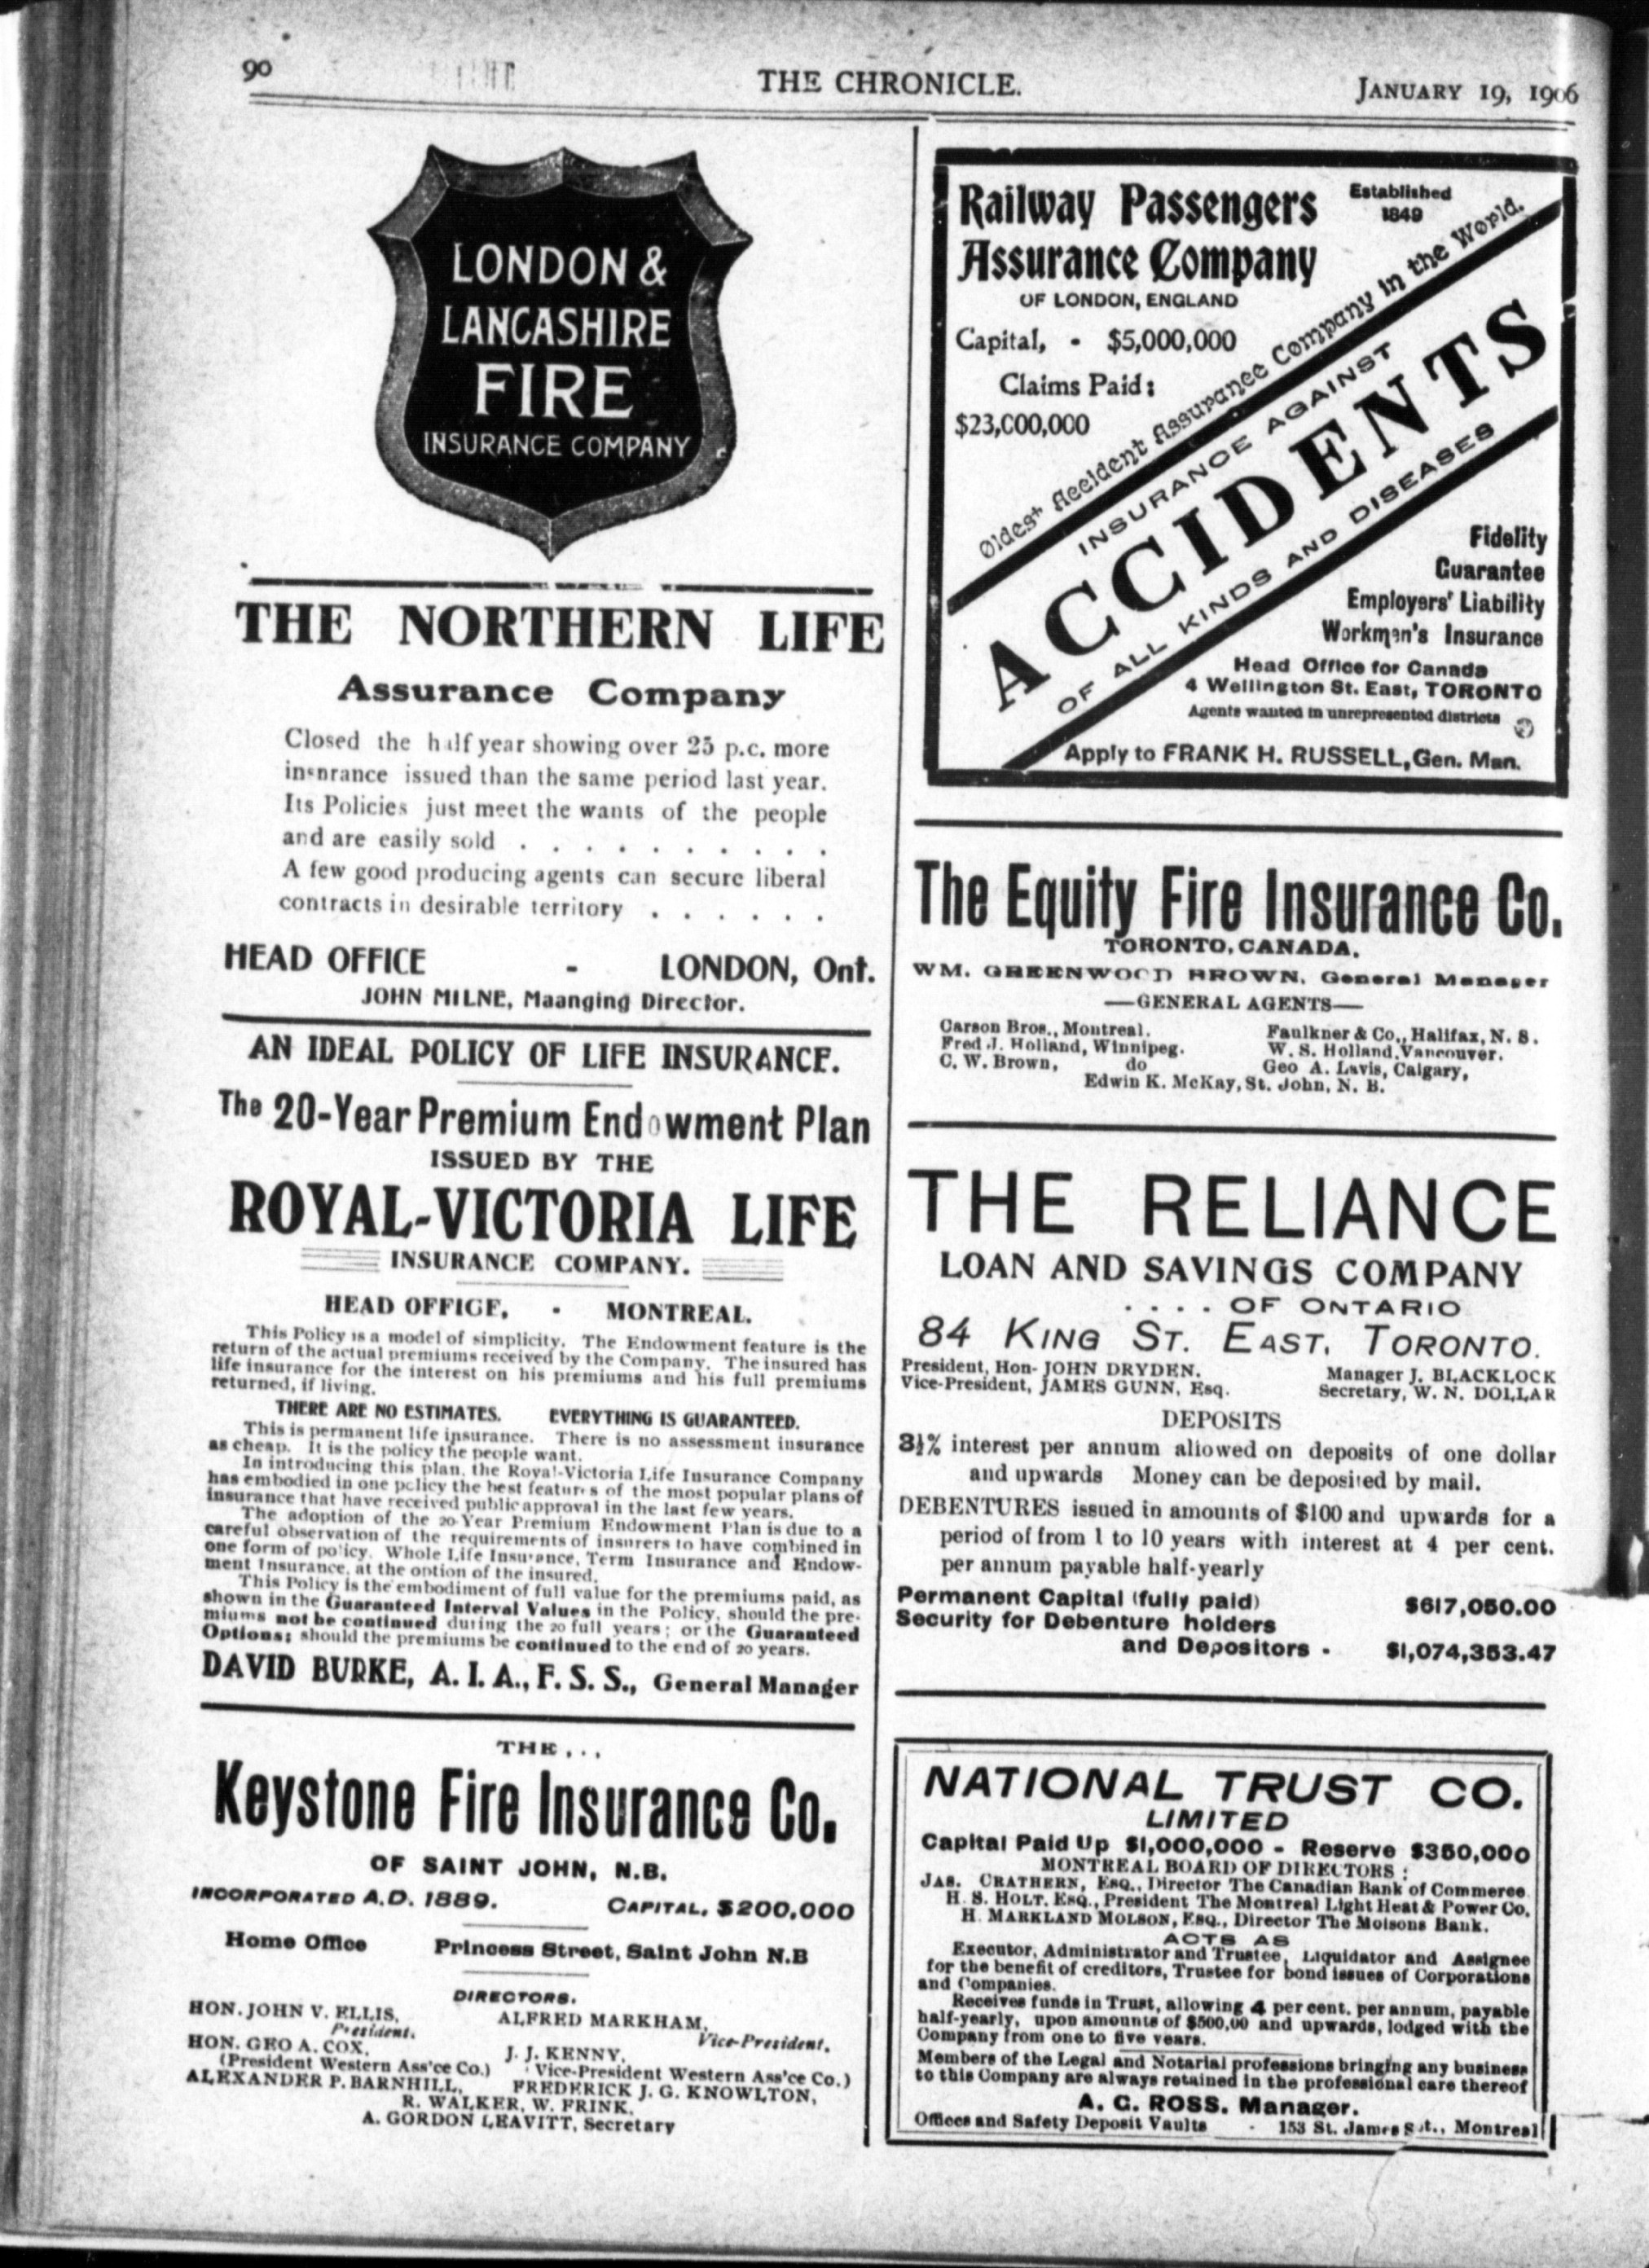 90
THE CHRONICLE.
JANUARY 19, 1906
LONDON &
LANCASHIRE
FIRE
INSURANCE COMPANY
THE NORTHERN LIFE
Assurance Company
Closed the half year showing over 25 p.c. more
insnrance issued than the same period last year.
Its Policies just meet the wants of the people
and are easily sold . . . . . . . . . .
A few good producing agents can secure liberal
contracts in desirable territory . . . . . .
HEAD OFFICE - LONDON, Ont.
JOHN MILNE, Maanging Director.
AN IDEAL POLICY OF LIFE INSURANCE.
The 20-Year Premium Endowment Plan
ISSUED BY THE
ROYAL-VICTORIA LIFE
INSURANCE COMPANY.
HEAD OFFICE, - MONTREAL.
This Policy is a model of simplicity. The Endowment feature is the
return of the actual premiums received by the Company. The insured has
life insurance for the interest on his premiums and his full premiums
returned, if living.
THERE ARE NO ESTIMATES. EVERYTHING IS GUARANTEED.
This is permanent life insurance. There is no assessment insurance
as cheap. It is the policy the people want.
In introducing this plan, the Royal-Victoria Life Insurance Company
has embodied in one policy the best features of the most popular plans of
insurance that have received public approval in the last few years.
The adoption of the 20-Year Premium Endowment Plan is due to a
careful observation of the requirements of insurers to have combined in
one form of policy. Whole Life Insurance, Term Insurance and Endow-
ment Insurance, at the option of the insured.
This Policy is the embodiment of full value for the premiums paid, as
shown in the Guaranteed Interval Values in the Policy, should the pre-
miums not be continued during the 20 full years; or the Guaranteed
Options; should the premiums be continued to the end of 20 years.
DAVID BURKE, A. I. A., F. S. S., General Manager
THE...
Keystone Fire Insurance Co.
OF SAINT JOHN, N.B.
INCORPORATED A.D. 1889. CAPITAL, $200,000
Home Office Princess Street, Saint John N.B
DIRECTORS.
HON. JOHN V. ELLIS, ALFRED MARKHAM,
President. Vice-President.
HON. GEO A. COX, J. J. KENNY,
(President Western Ass'ce Co.) (Vice-President Western Ass'ce Co.)
ALEXANDER P. BARNHILL, FREDERICK J. G. KNOWLTON,
R. WALKER, W. FRINK,
A. GORDON LEAVITT, Secretary
Railway Passengers
Assurance Company
OF LONDON, ENGLAND
Established
1849
Capital, - $5,000,000
Claims Paid:
$23,000,000
Oldest Accident Assurance Company in the World.
INSURANCE AGAINST
ACCIDENTS
OF ALL KINDS AND DISEASES
Fidelity
Guarantee
Employers' Liability
Workmen's Insurance
Head Office for Canada
4 Wellington St. East, TORONTO
Agents wanted in unrepresented districts
Apply to FRANK H. RUSSELL, Gen. Man.
The Equity Fire Insurance Co.
TORONTO, CANADA.
WM. GREENWOOD BROWN, General Manager
—GENERAL AGENTS—
Carson Bros., Montreal. Faulkner & Co., Halifax, N. S.
Fred J. Holland, Winnipeg. W. S. Holland, Vancouver.
C. W. Brown, do Geo A. Lavis, Calgary,
Edwin K. McKay, St. John, N. B.
THE RELIANCE
LOAN AND SAVINGS COMPANY
. . . . OF ONTARIO
84 KING ST. EAST, TORONTO.
President, Hon- JOHN DRYDEN. Manager J. BLACKLOCK
Vice-President, JAMES GUNN, Esq. Secretary, W. N. DOLLAR
DEPOSITS
3½% interest per annum allowed on deposits of one dollar
and upwards Money can be deposited by mail.
DEBENTURES issued in amounts of $100 and upwards for a
period of from 1 to 10 years with interest at 4 per cent.
per annum payable half-yearly
Permanent Capital (fully paid) $617,050.00
Security for Debenture holders
and Depositors - $1,074,353.47
NATIONAL TRUST CO.
LIMITED
Capital Paid Up $1,000,000 - Reserve $350,000
MONTREAL BOARD OF DIRECTORS:
JAS. CRATHERN, ESQ., Director The Canadian Bank of Commerce
H. S. HOLT, ESQ., President The Montreal Light Heat & Power Co.
H. MARKLAND MOLSON, ESQ., Director The Molsons Bank.
ACTS AS
Executor, Administrator and Trustee, Liquidator and Assignee
for the benefit of creditors, Trustee for bond issues of Corporations
and Companies.
Receives funds in Trust, allowing 4 per cent. per annum, payable
half-yearly, upon amounts of $500,00 and upwards, lodged with the
Company from one to five years.
Members of the Legal and Notarial professions bringing any business
to this Company are always retained in the professional care thereof
A. G. ROSS, Manager.
Offices and Safety Deposit Vaults - 153 St. James St., Montreal